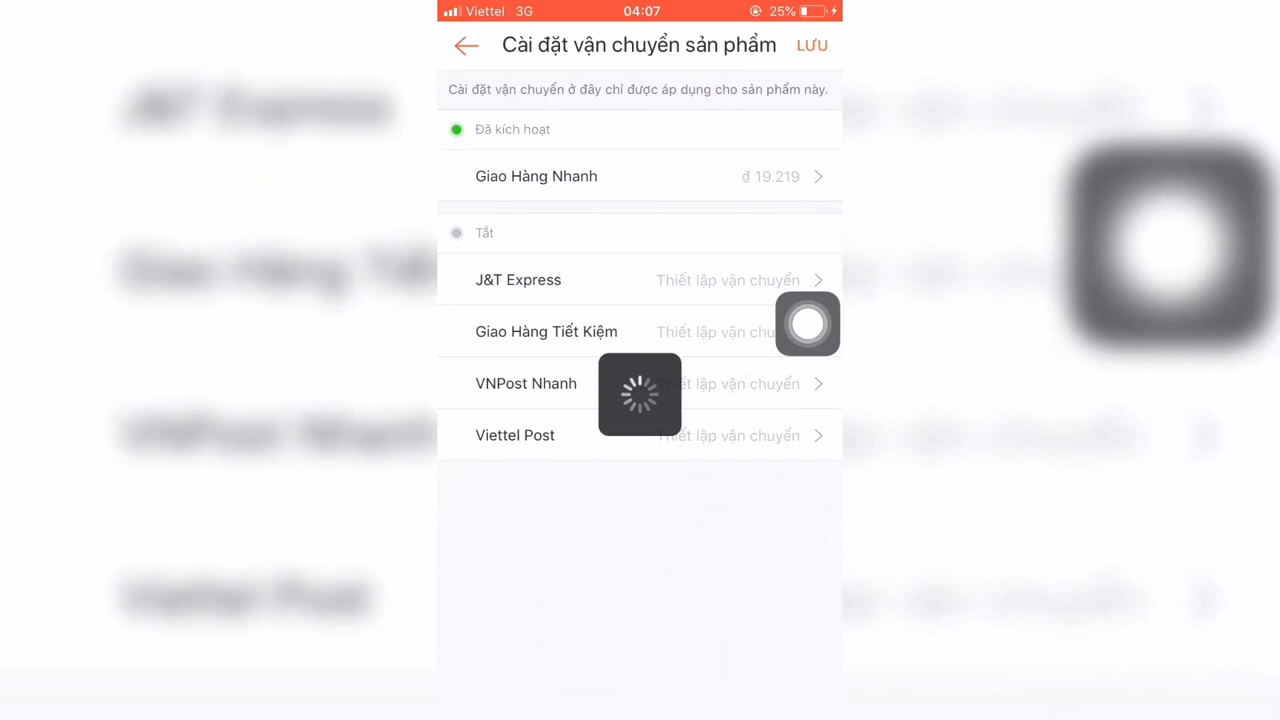 Viettel 3G 04:07 25%
Cài đặt vận chuyển sản phẩm LƯU
Cài đặt vận chuyển ở đây chỉ được áp dụng cho sản phẩm này.
Đã kích hoạt
Giao Hàng Nhanh ₫ 19.219
Tắt
J&T Express Thiết lập vận chuyển
Giao Hàng Tiết Kiệm Thiết lập vận
VNPost Nhanh vận chuyển
Viettel Post Thiết lập vận chuyển